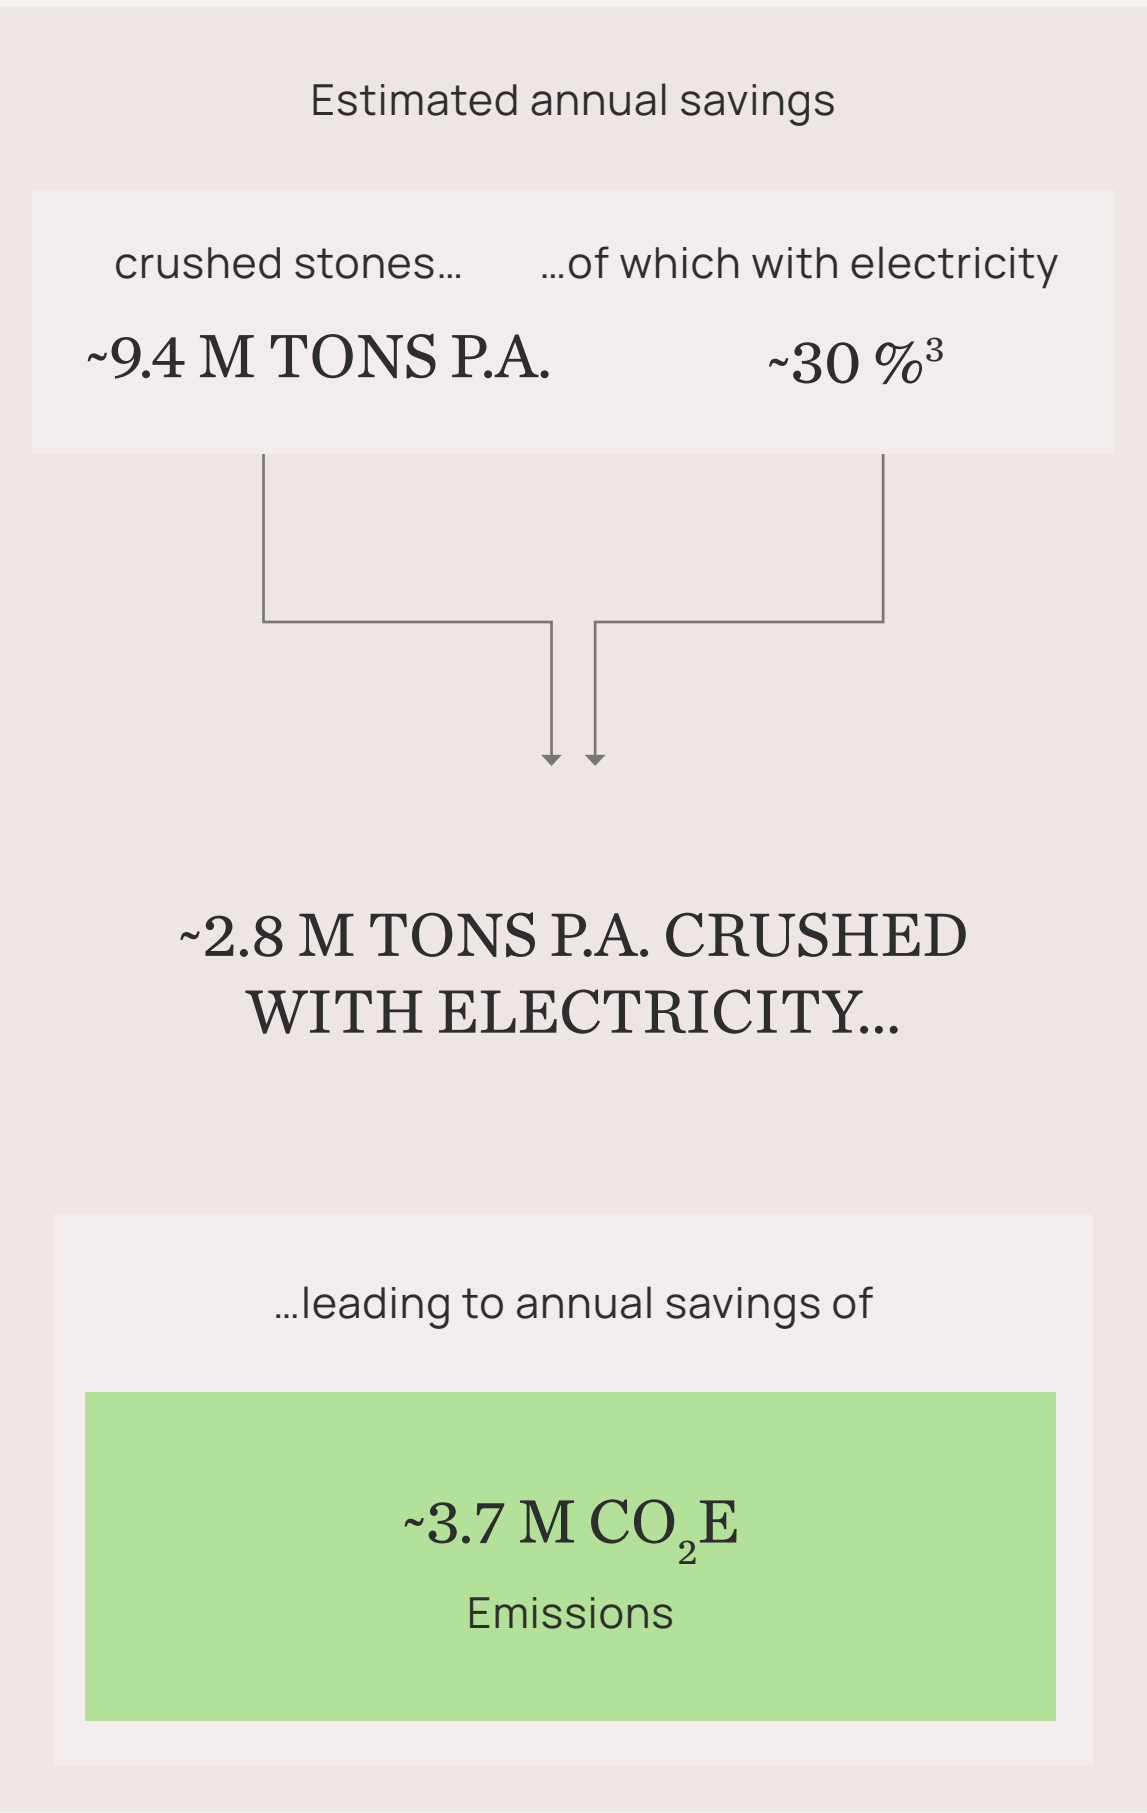 Estimated annual savings
crushed stones...
~9.4 M TONS P.A.
...of which with electricity
~30 %³
~2.8 M TONS P.A. CRUSHED
WITH ELECTRICITY...
...leading to annual savings of
~3.7 M CO₂E
Emissions